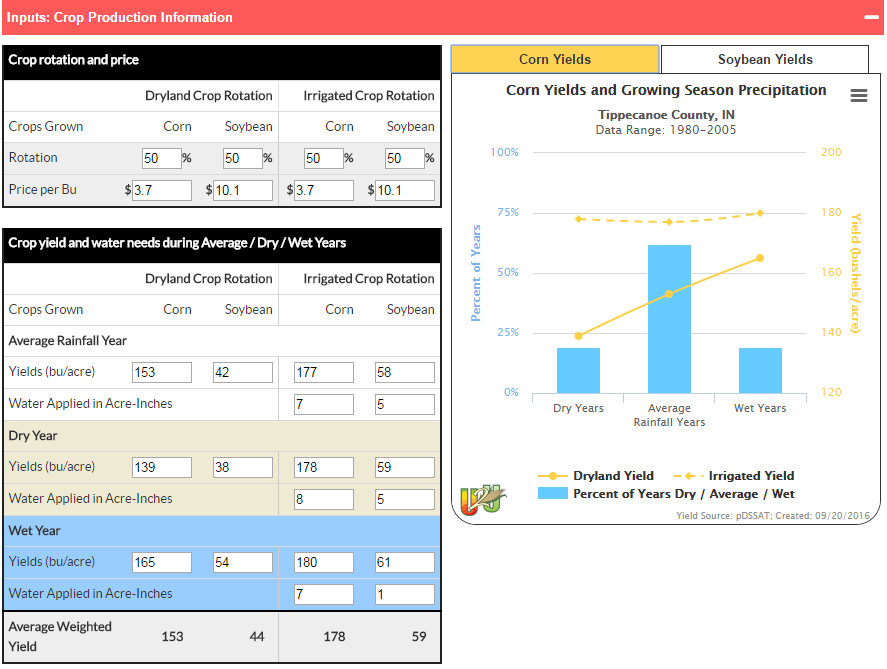 Inputs: Crop Production Information
Crop rotation and price
Dryland Crop Rotation Irrigated Crop Rotation
Crops Grown Corn Soybean Corn Soybean
Rotation 50 % 50 % 50 % 50 %
Price per Bu $ 3.7 $ 10.1 $ 3.7 $ 10.1
Crop yield and water needs during Average / Dry / Wet Years
Dryland Crop Rotation Irrigated Crop Rotation
Crops Grown Corn Soybean Corn Soybean
Average Rainfall Year
Yields (bu/acre) 153 42 177 58
Water Applied in Acre-Inches 7 5
Dry Year
Yields (bu/acre) 139 38 178 59
Water Applied in Acre-Inches 8 5
Wet Year
Yields (bu/acre) 165 54 180 61
Water Applied in Acre-Inches 7 1
Average Weighted
Yield 153 44 178 59
Corn Yields Soybean Yields
Corn Yields and Growing Season Precipitation
Tippecanoe County, IN
Data Range: 1980-2005
Percent of Years
100%
75%
50%
25%
0%
200
180
160
140
120
Yield (bushels/acre)
Dry Years Average Wet Years
Rainfall Years
Dryland Yield Irrigated Yield
Percent of Years Dry / Average / Wet
U2U
Yield Source: pDSSAT; Created: 09/20/2016